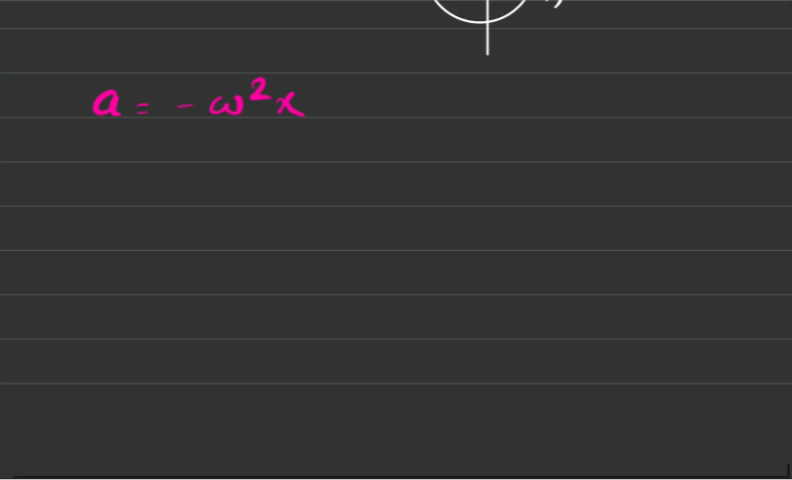 a = - ω²x